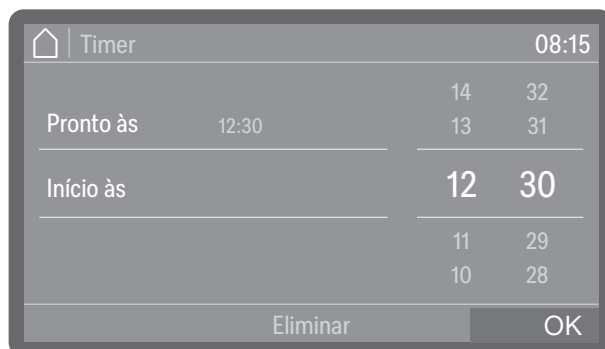 Timer 08:15
14 32
Pronto às 12:30 13 31
Início às 12 30
11 29
10 28
Eliminar OK